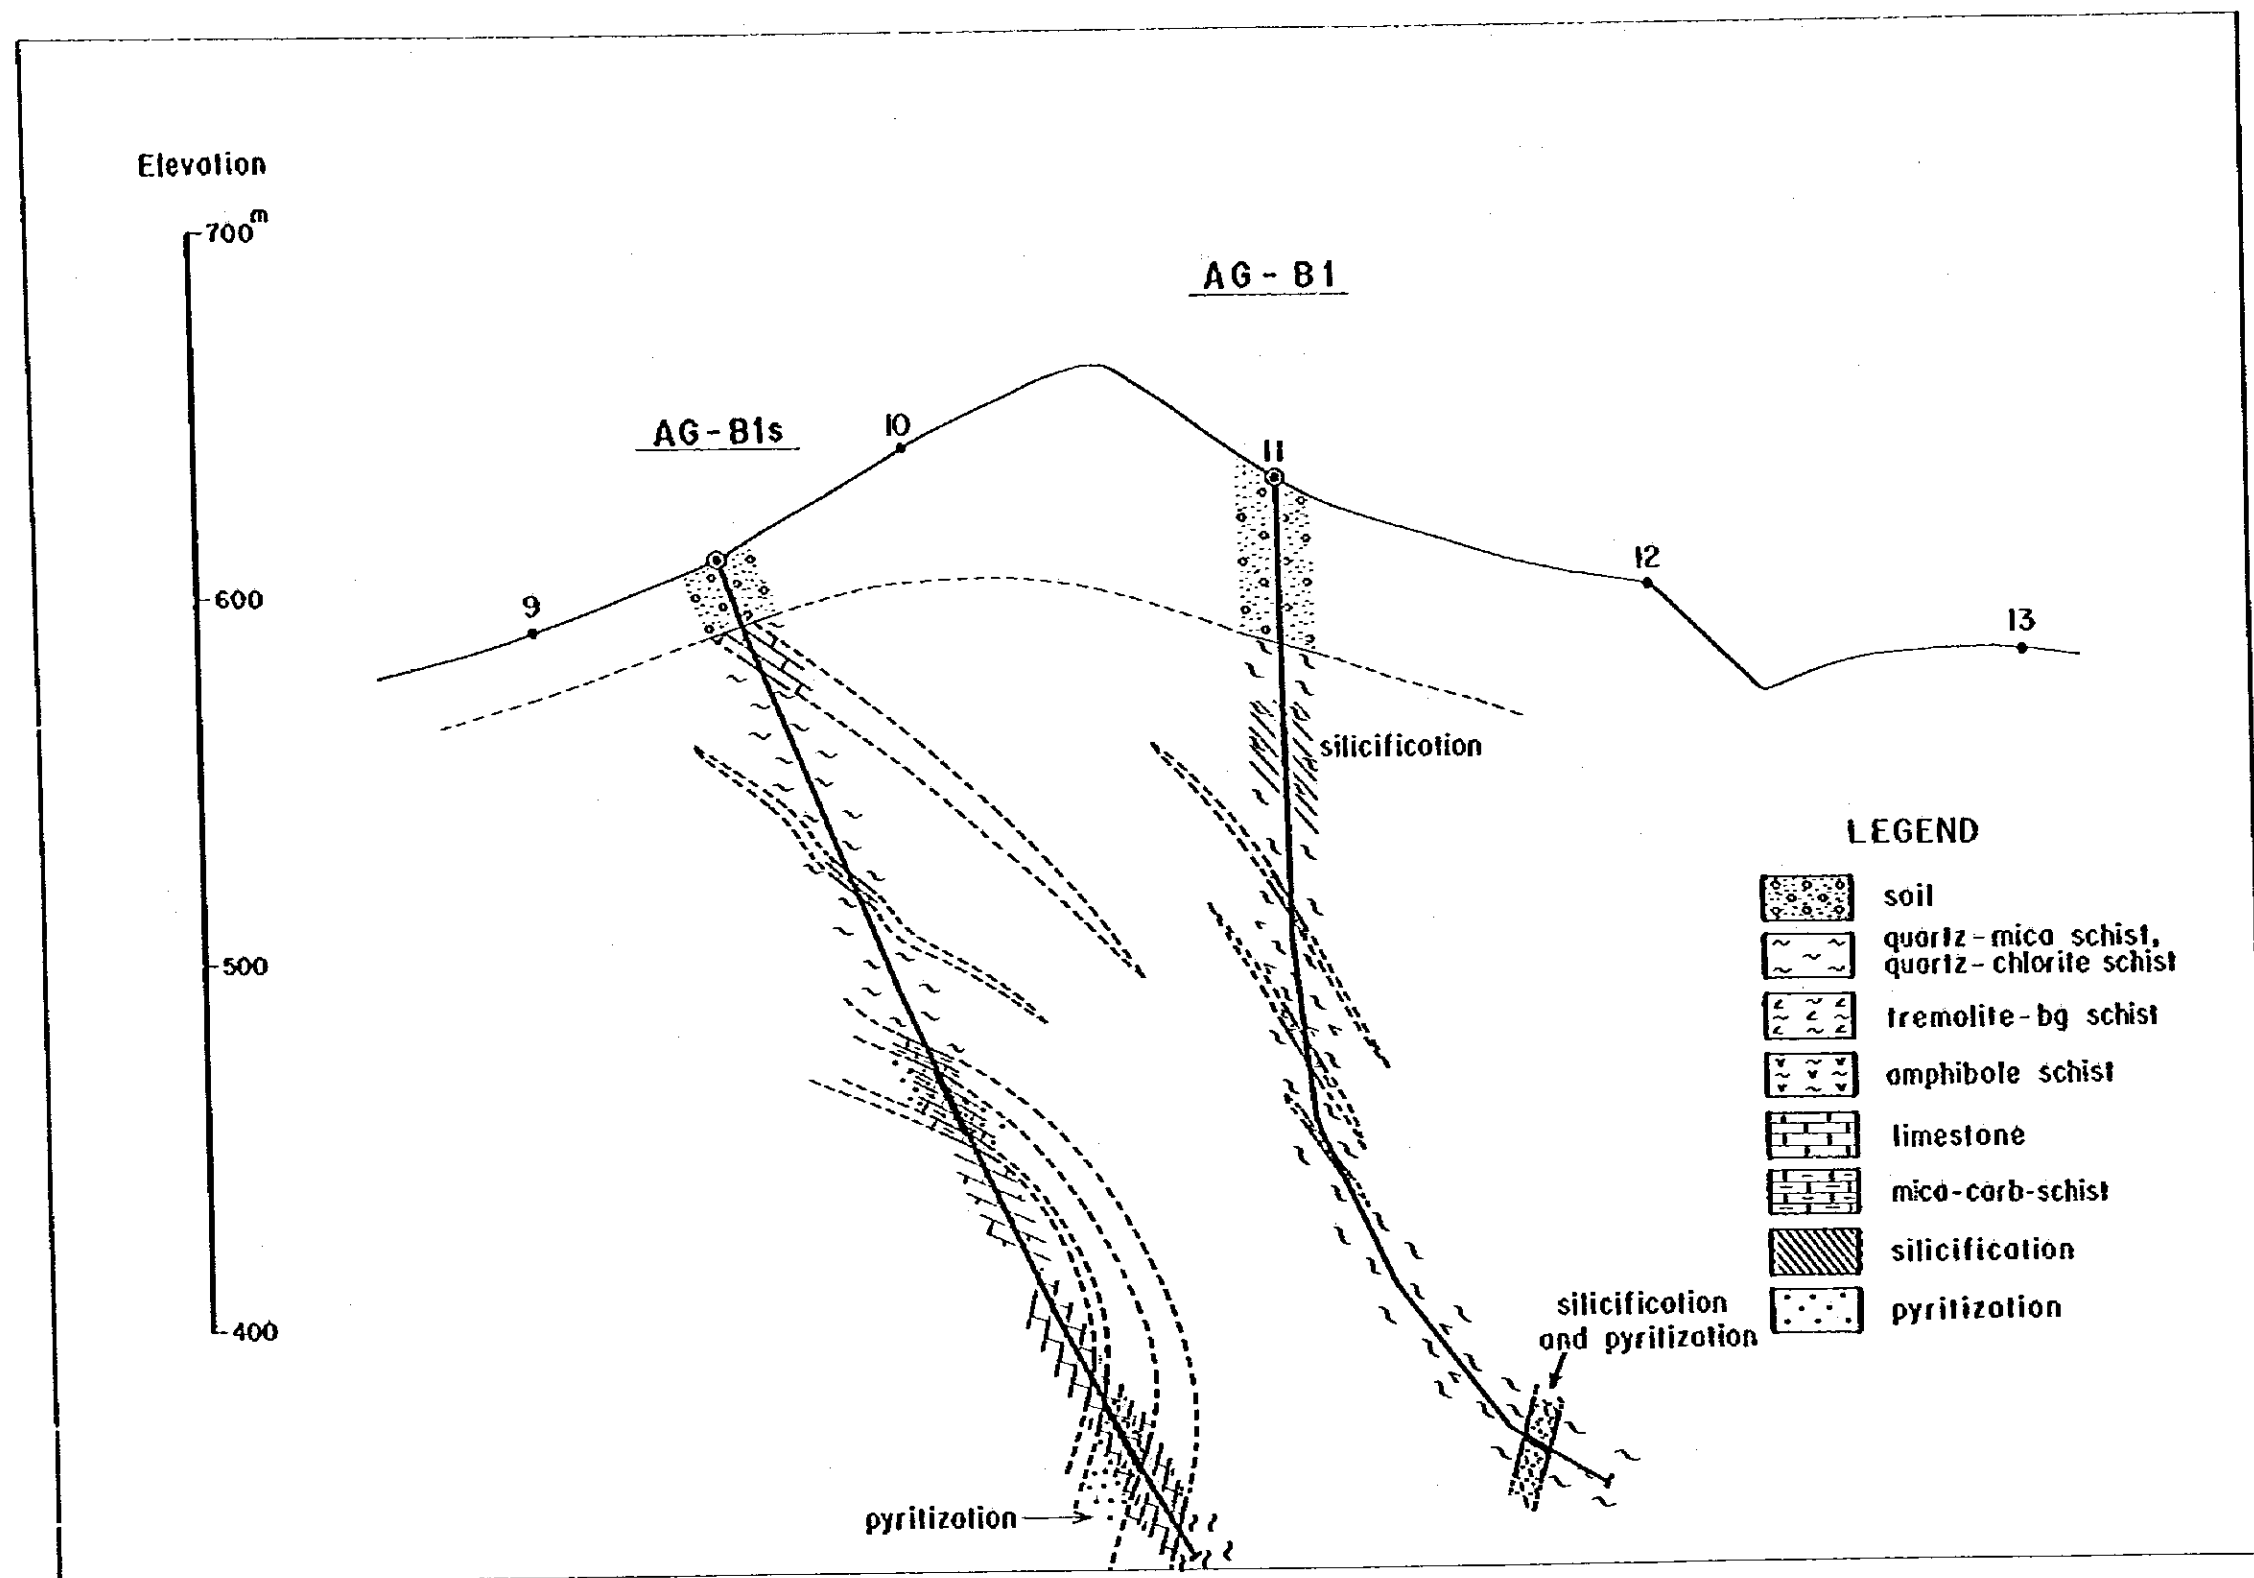 Elevation
700m
AG-B1
AG-B1s
10
11
12
600
9
13
silicification
LEGEND
soil
500
quartz-mica schist,
quartz-chlorite schist
tremolite-bg schist
amphibole schist
limestone
mica-carb-schist
silicification
silicification
and pyritization
pyritization
400
pyritization